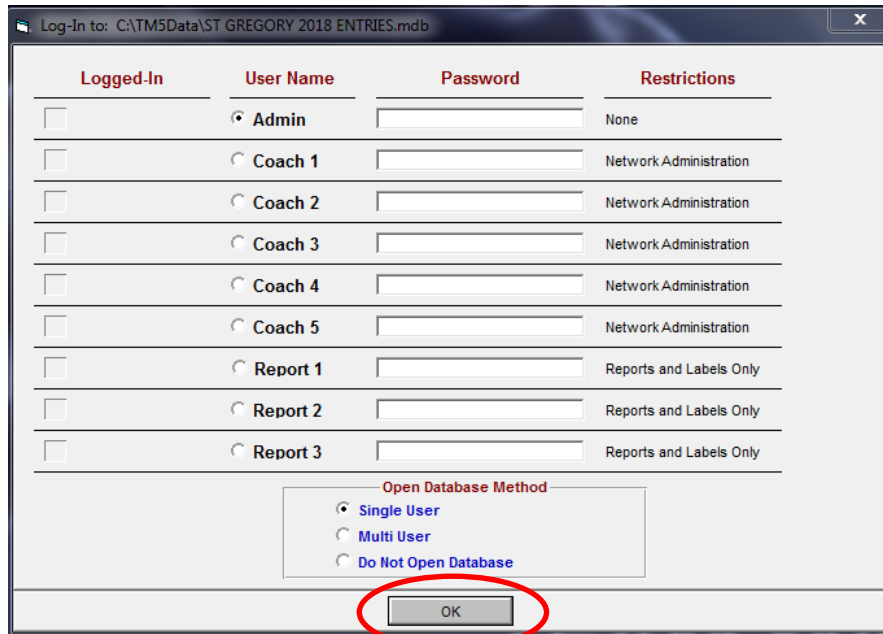 Log-In to: C:\TM5Data\ST GREGORY 2018 ENTRIES.mdb
x
Logged-In User Name Password Restrictions
Admin None
Coach 1 Network Administration
Coach 2 Network Administration
Coach 3 Network Administration
Coach 4 Network Administration
Coach 5 Network Administration
Report 1 Reports and Labels Only
Report 2 Reports and Labels Only
Report 3 Reports and Labels Only
Open Database Method
Single User
Multi User
Do Not Open Database
OK